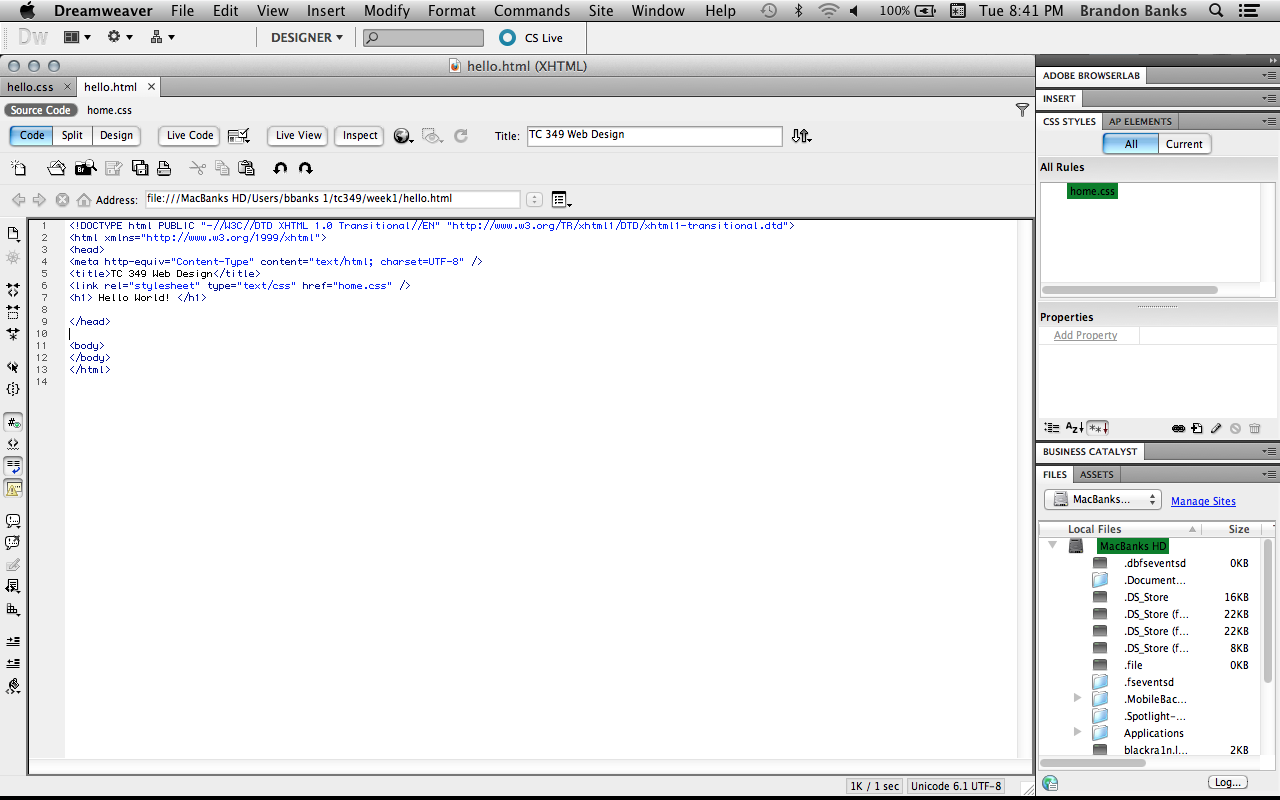 Dreamweaver File Edit View Insert Modify Format Commands Site Window Help 100% Tue 8:41 PM Brandon Banks
Dw DESIGNER CS Live
hello.html (XHTML)
hello.css hello.html
Source Code home.css
Code Split Design Live Code Live View Inspect Title: TC 349 Web Design
Br
Address: file:///MacBanks HD/Users/bbanks 1/tc349/week1/hello.html
1 <!DOCTYPE html PUBLIC "-//W3C//DTD XHTML 1.0 Transitional//EN" "http://www.w3.org/TR/xhtml1/DTD/xhtml1-transitional.dtd">
2 <html xmlns="http://www.w3.org/1999/xhtml">
3 <head>
4 <meta http-equiv="Content-Type" content="text/html; charset=UTF-8" />
5 <title>TC 349 Web Design</title>
6 <link rel="stylesheet" type="text/css" href="home.css" />
7 <h1> Hello World! </h1>
8
9 </head>
10
11 <body>
12 </body>
13 </html>
14
1K / 1 sec Unicode 6.1 UTF-8
ADOBE BROWSERLAB
INSERT
CSS STYLES AP ELEMENTS
All Current
All Rules
home.css
Properties
Add Property
AZ **
BUSINESS CATALYST
FILES ASSETS
MacBanks... Manage Sites
Local Files Size
MacBanks HD
.dbfseventsd 0KB
.Document...
.DS_Store 16KB
.DS_Store (f... 22KB
.DS_Store (f... 22KB
.DS_Store (f... 8KB
.file 0KB
.fseventsd
.MobileBac...
.Spotlight-...
Applications
blackra1n.l... 2KB
Log...